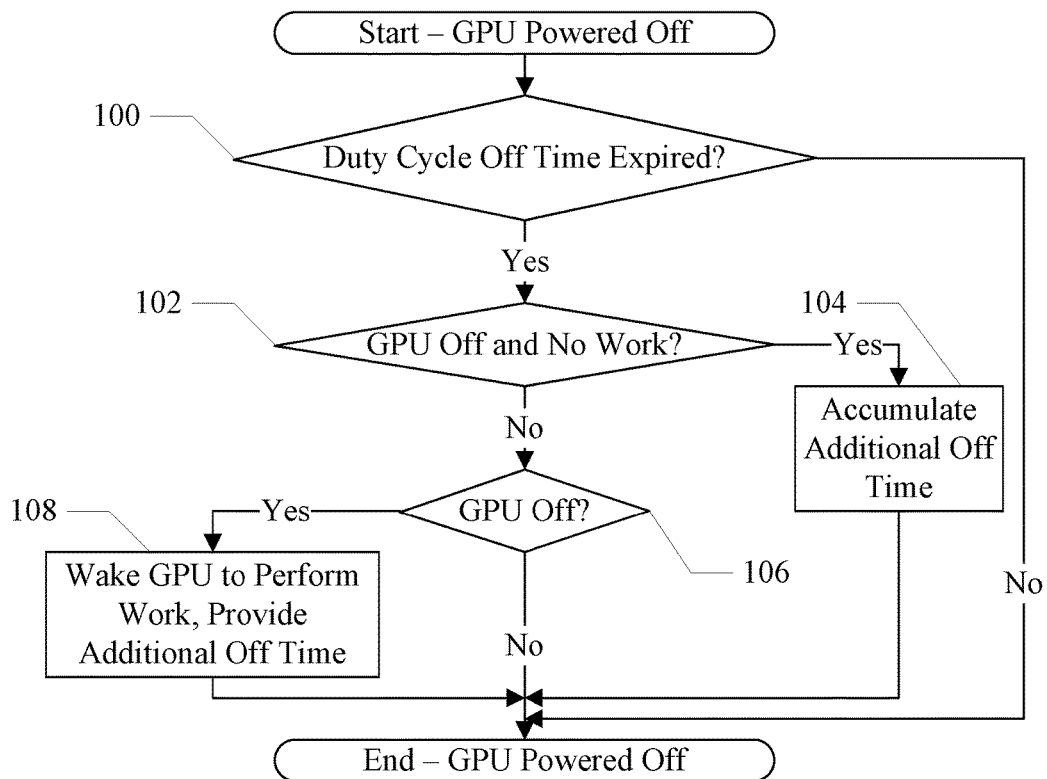 Start – GPU Powered Off
100
Duty Cycle Off Time Expired?
Yes
102
104
GPU Off and No Work?
Yes
No
Accumulate
Additional Off
Time
108
Yes
GPU Off?
106
Wake GPU to Perform
Work, Provide
Additional Off Time
No
No
End – GPU Powered Off